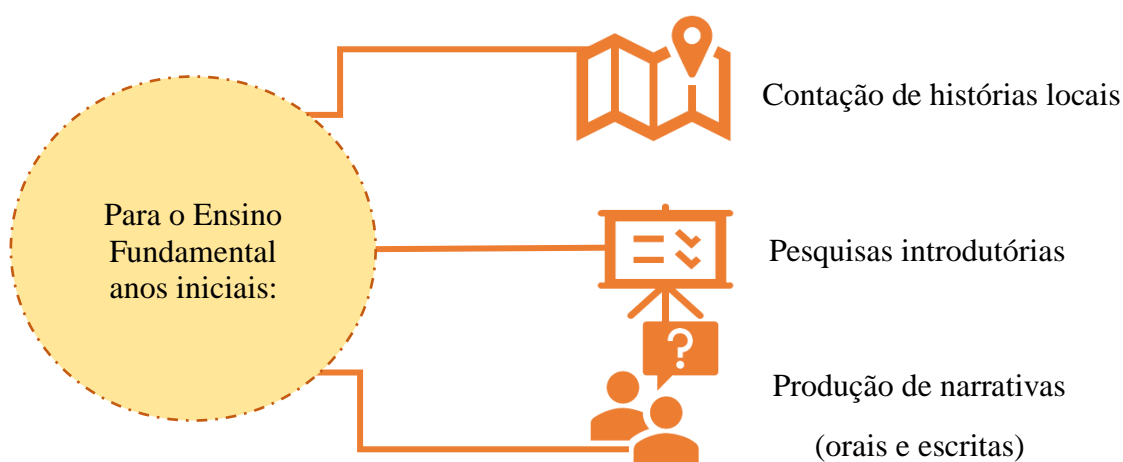 Para o Ensino
Fundamental
anos iniciais:
Contação de histórias locais
Pesquisas introdutórias
?
Produção de narrativas
(orais e escritas)